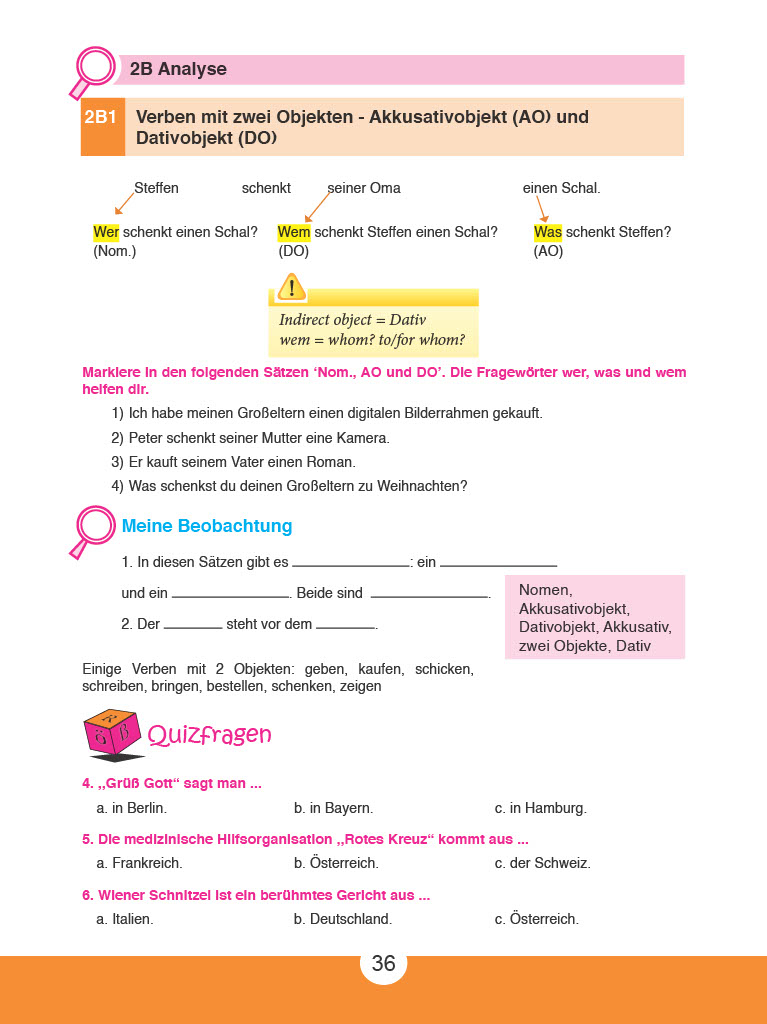 2B Analyse
2B1 Verben mit zwei Objekten - Akkusativobjekt (AO) und
Dativobjekt (DO)
Steffen schenkt seiner Oma einen Schal.
Wer schenkt einen Schal? Wem schenkt Steffen einen Schal? Was schenkt Steffen?
(Nom.) (DO) (AO)
!
Indirect object = Dativ
wem = whom? to/for whom?
Markiere in den folgenden Sätzen ‘Nom., AO und DO’. Die Fragewörter wer, was und wem
helfen dir.
1) Ich habe meinen Großeltern einen digitalen Bilderrahmen gekauft.
2) Peter schenkt seiner Mutter eine Kamera.
3) Er kauft seinem Vater einen Roman.
4) Was schenkst du deinen Großeltern zu Weihnachten?
Meine Beobachtung
1. In diesen Sätzen gibt es _______________: ein _______________
und ein _______________. Beide sind _______________.
2. Der ________ steht vor dem ________.
Nomen,
Akkusativobjekt,
Dativobjekt, Akkusativ,
zwei Objekte, Dativ
Einige Verben mit 2 Objekten: geben, kaufen, schicken,
schreiben, bringen, bestellen, schenken, zeigen
Quizfragen
4. ,,Grüß Gott“ sagt man ...
a. in Berlin. b. in Bayern. c. in Hamburg.
5. Die medizinische Hilfsorganisation ,,Rotes Kreuz“ kommt aus ...
a. Frankreich. b. Österreich. c. der Schweiz.
6. Wiener Schnitzel ist ein berühmtes Gericht aus ...
a. Italien. b. Deutschland. c. Österreich.
36